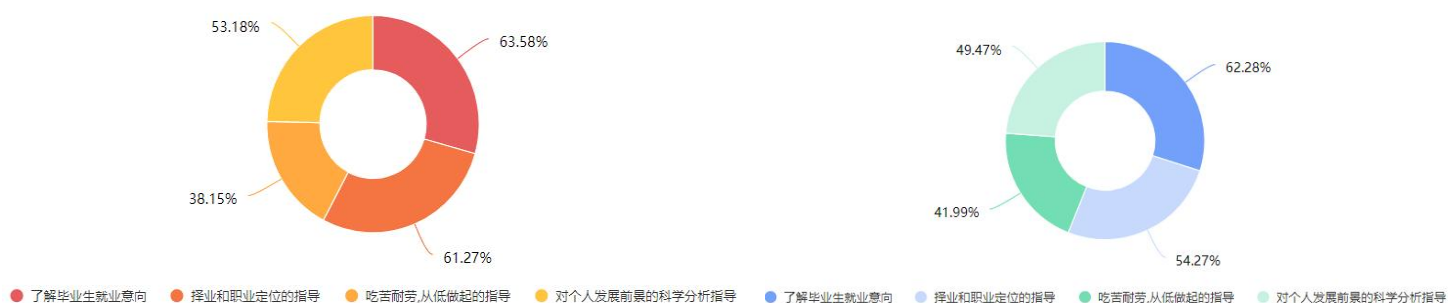 53.18%
63.58%
38.15%
61.27%
了解毕业生就业意向
择业和职业定位的指导
吃苦耐劳,从低做起的指导
对个人发展前景的科学分析指导
49.47%
62.28%
41.99%
54.27%
了解毕业生就业意向
择业和职业定位的指导
吃苦耐劳,从低做起的指导
对个人发展前景的科学分析指导